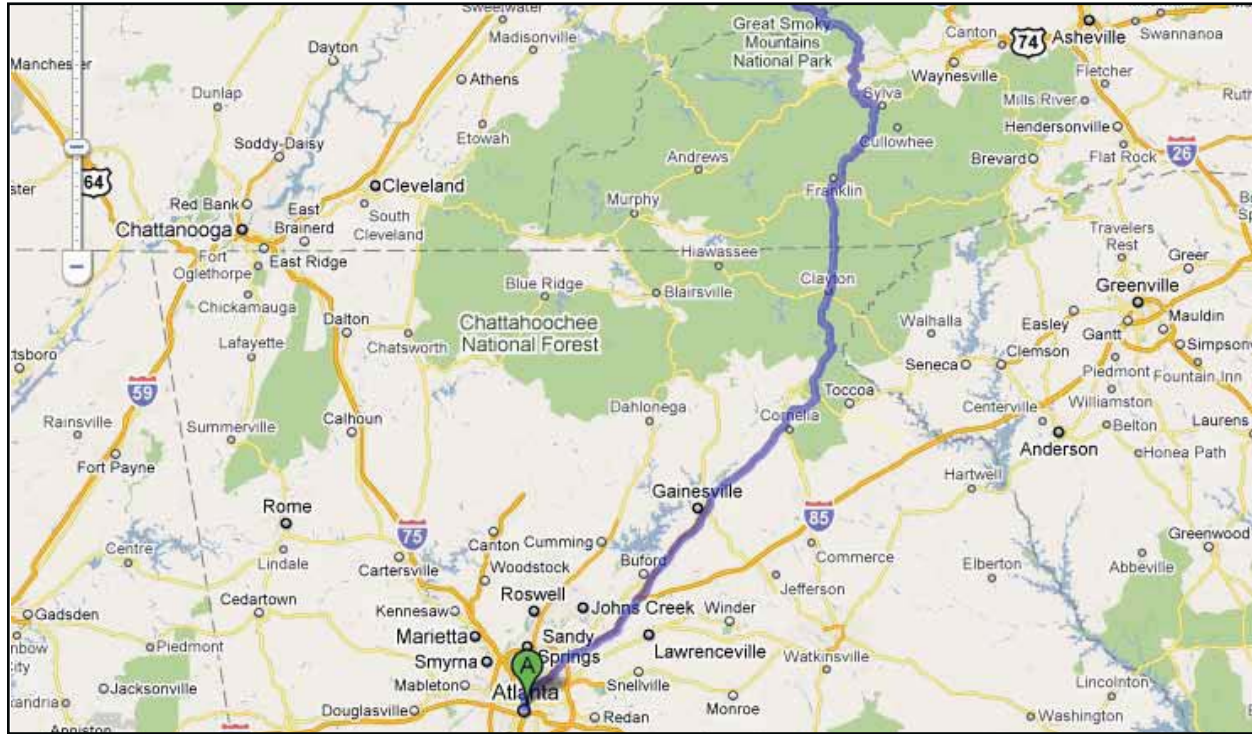 Sweetwater
Madisonville
Great Smoky
Mountains
National Park
Canton
74
Asheville
Swannanoa
Dayton
Manchester
Athens
Waynesville
Fletcher
Dunlap
Sylva
Mills River
Etowah
Cullowhee
Hendersonville
Soddy-Daisy
Andrews
Brevard
Flat Rock
26
64
Cleveland
Franklin
Red Bank
East
Brainerd
South
Cleveland
Murphy
Chattanooga
Travelers
Rest
Fort
Oglethorpe
East Ridge
Hiawassee
Greer
Chickamauga
Blue Ridge
Blairsville
Clayton
Greenville
Dalton
Chattahoochee
National Forest
Walhalla
Easley
Gantt
Mauldin
Lafayette
Chatsworth
Seneca
Clemson
Simpsonv
ttsboro
59
Toccoa
Piedmont
Fountain Inn
Dahlonega
Cornelia
Centerville
Williamston
Rainsville
Summerville
Calhoun
Belton
Laurens
Fort Payne
Anderson
Honea Path
Hartwell
Gainesville
Rome
75
85
Greenwood
Centre
Lindale
Canton
Cumming
Buford
Commerce
Elberton
Abbeville
Cartersville
Woodstock
Jefferson
Roswell
Cedartown
Kennesaw
Johns Creek
Winder
Gadsden
Marietta
Sandy
Springs
Lawrenceville
nbow
City
Piedmont
Smyrna
A
Watkinsville
Jacksonville
Mableton
Atlanta
Snellville
Lincolnton
xandria
Douglasville
Redan
Monroe
Washington
Anniston